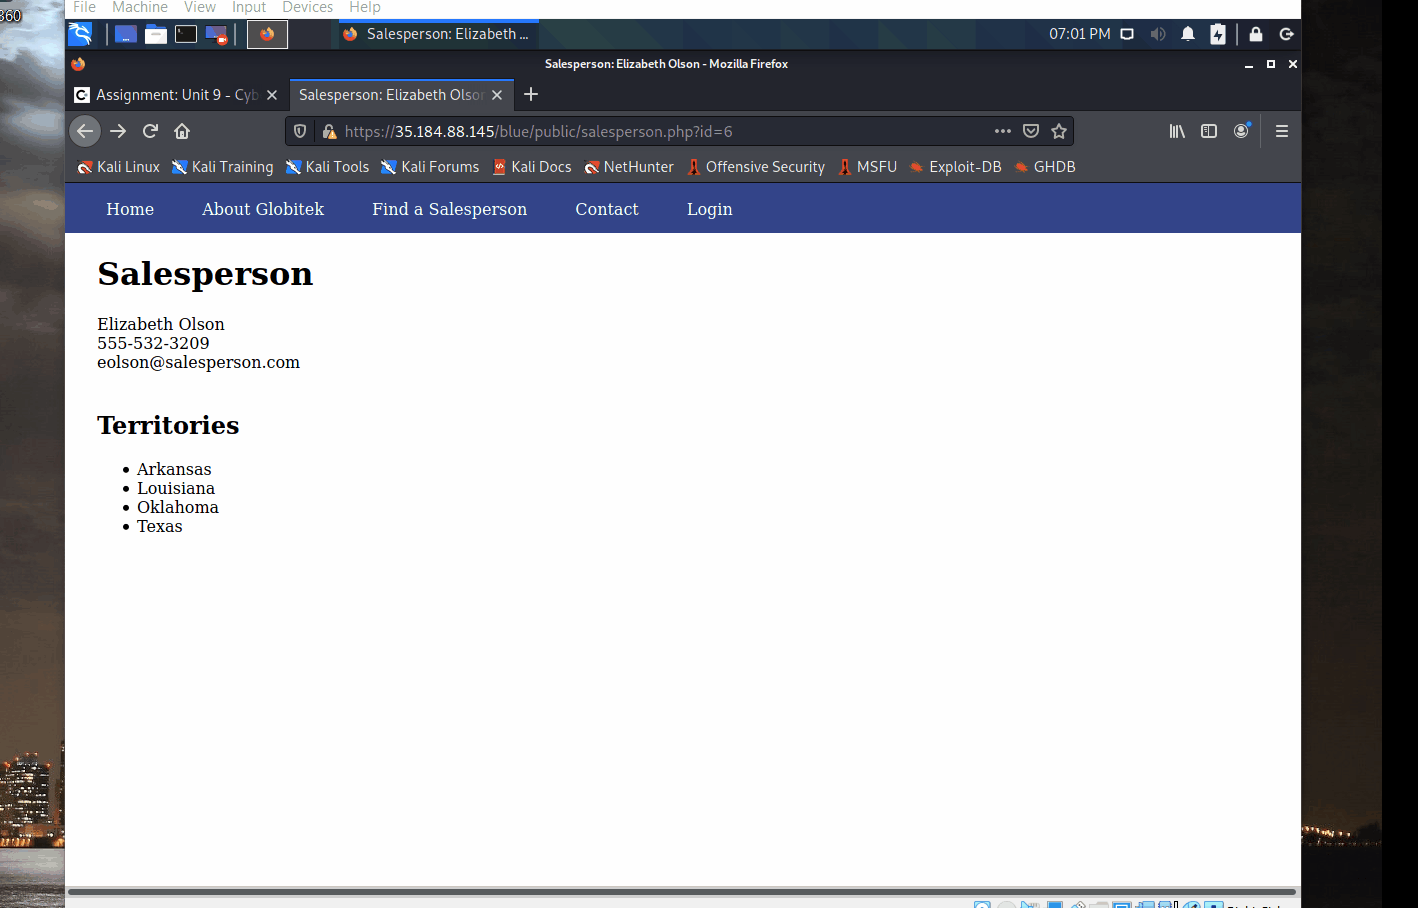 360
File Machine View Input Devices Help
Salesperson: Elizabeth ...
07:01 PM
Salesperson: Elizabeth Olson - Mozilla Firefox
Assignment: Unit 9 - Cyb
Salesperson: Elizabeth Olson
https://35.184.88.145/blue/public/salesperson.php?id=6
Kali Linux Kali Training Kali Tools Kali Forums Kali Docs NetHunter Offensive Security MSFU Exploit-DB GHDB
Home About Globitek Find a Salesperson Contact Login
Salesperson
Elizabeth Olson
555-532-3209
eolson@salesperson.com
Territories
Arkansas
Louisiana
Oklahoma
Texas